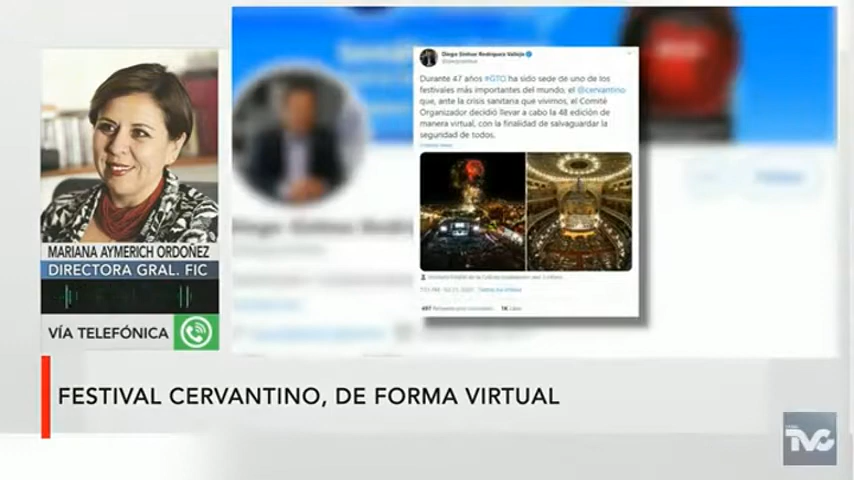 MARIANA AYMERICH ORDOÑEZ
DIRECTORA GRAL. FIC
VÍA TELEFÓNICA
Diego Sinhue Rodríguez Vallejo
Durante 47 años #GTO ha sido sede de uno de los
festivales más importantes del mundo, el @cervantino
que, ante la crisis sanitaria que vivimos, el Comité
Organizador decidió llevar a cabo la 48 edición de
manera virtual, con la finalidad de salvaguardar la
seguridad de todos.
FESTIVAL CERVANTINO, DE FORMA VIRTUAL
TVC